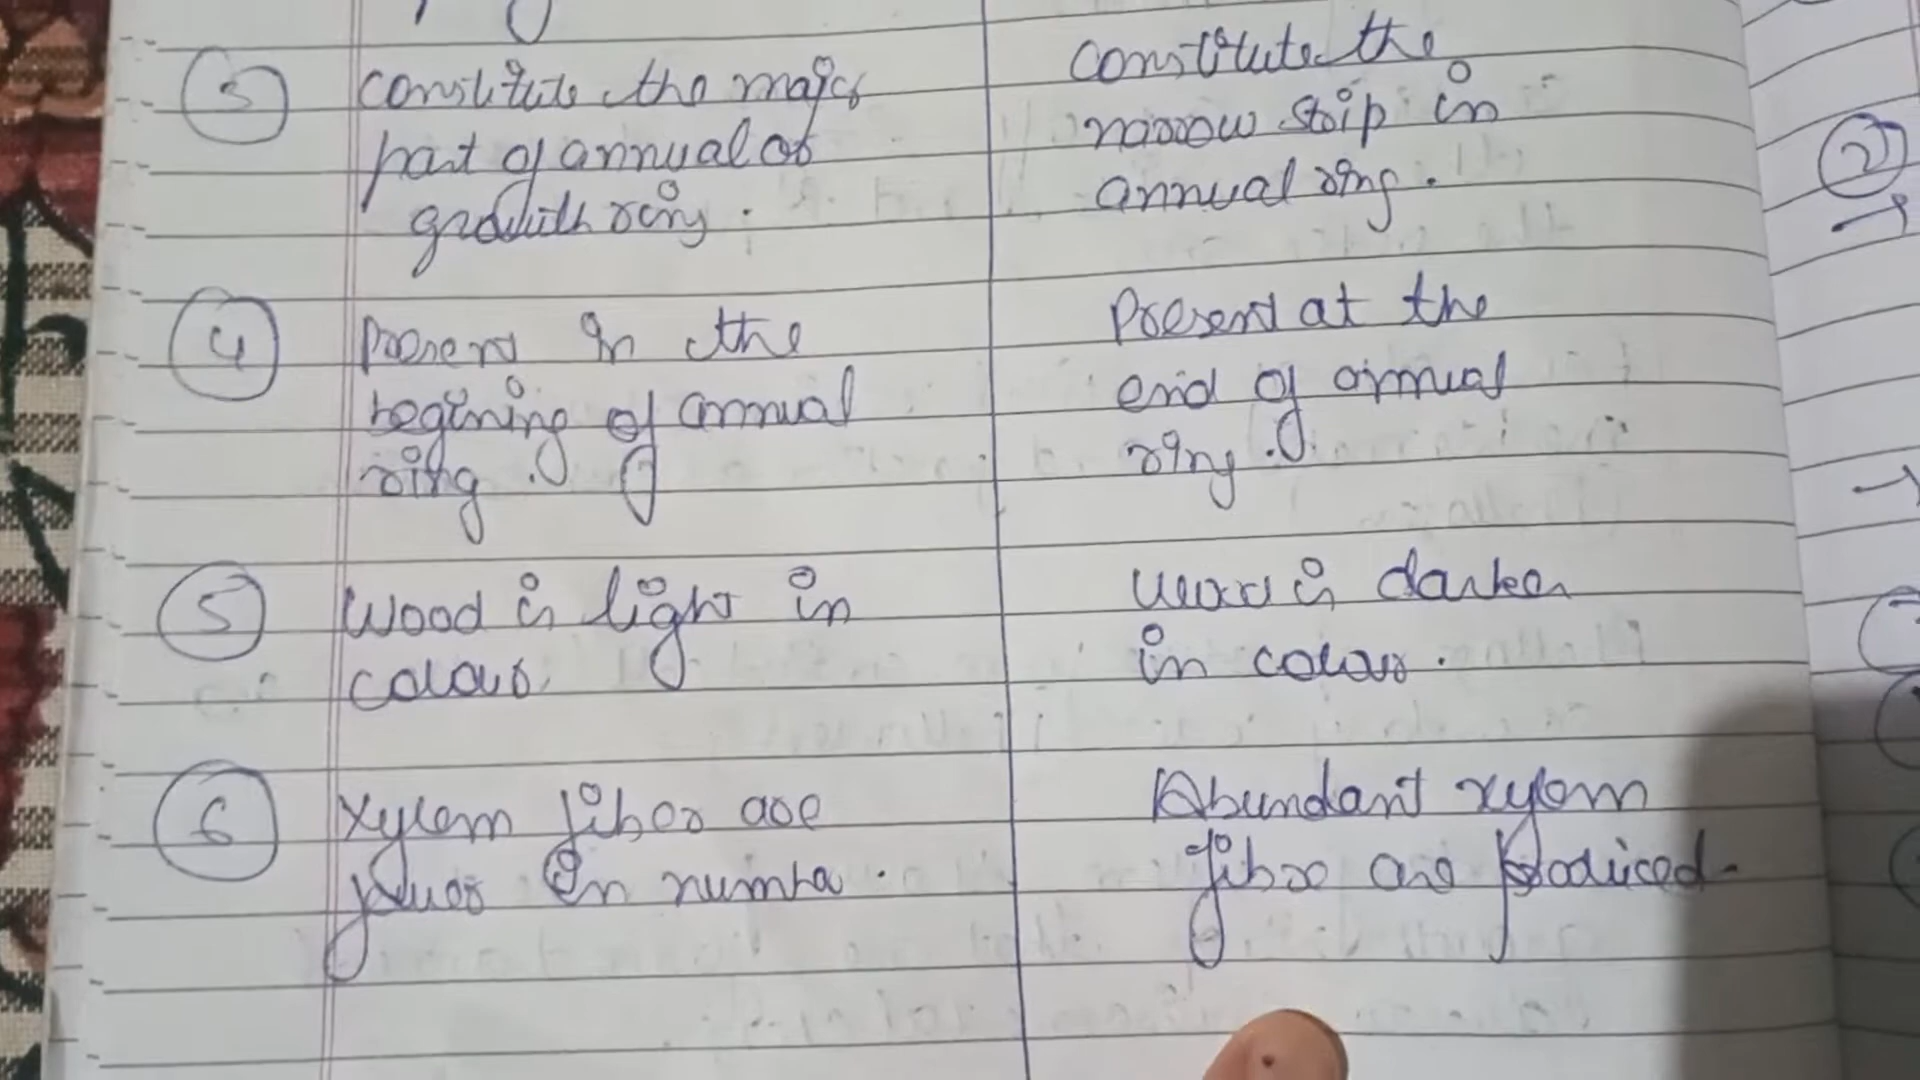 3 constitute the major
part of annual or
growth ring.
constitute the
narrow strip in
annual ring.
4 Present in the
begining of annual
ring.
Present at the
end of annual
ring.
5 Wood is light in
colour.
Wood is darker
in colour.
6 Xylem fiber are
fewer in number.
Abundant xylem
fibre are produced.
2